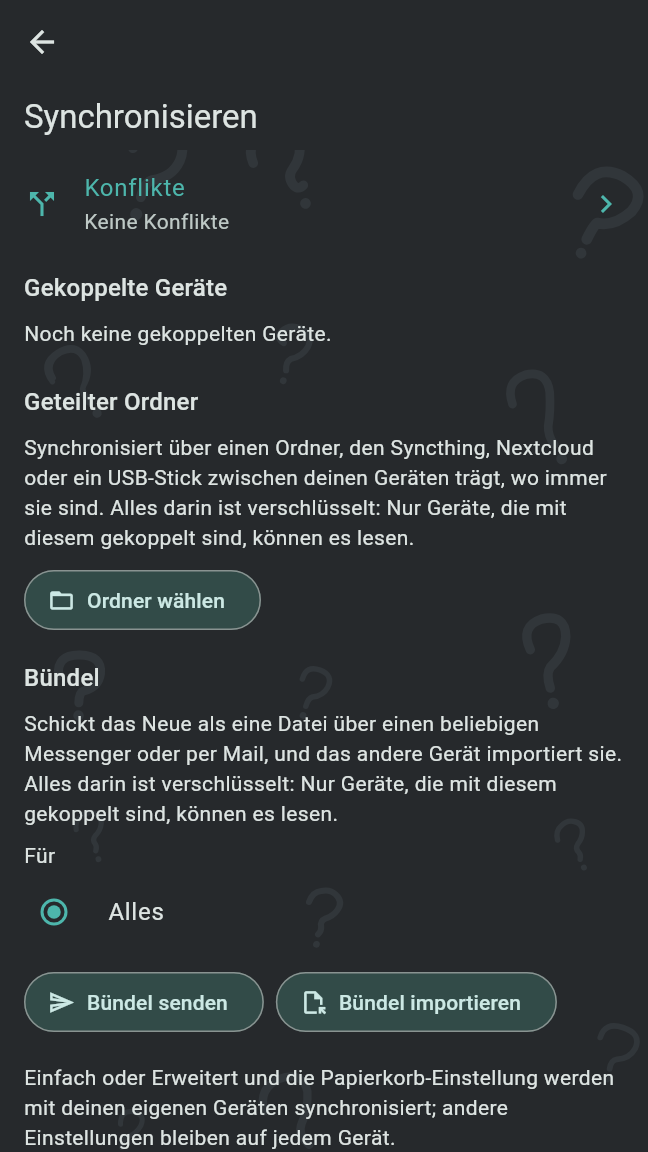 Synchronisieren
Konflikte
Keine Konflikte
Gekoppelte Geräte
Noch keine gekoppelten Geräte.
Geteilter Ordner
Synchronisiert über einen Ordner, den Syncthing, Nextcloud
oder ein USB-Stick zwischen deinen Geräten trägt, wo immer
sie sind. Alles darin ist verschlüsselt: Nur Geräte, die mit
diesem gekoppelt sind, können es lesen.
Ordner wählen
Bündel
Schickt das Neue als eine Datei über einen beliebigen
Messenger oder per Mail, und das andere Gerät importiert sie.
Alles darin ist verschlüsselt: Nur Geräte, die mit diesem
gekoppelt sind, können es lesen.
Für
Alles
Bündel senden
Bündel importieren
Einfach oder Erweitert und die Papierkorb-Einstellung werden
mit deinen eigenen Geräten synchronisiert; andere
Einstellungen bleiben auf jedem Gerät.